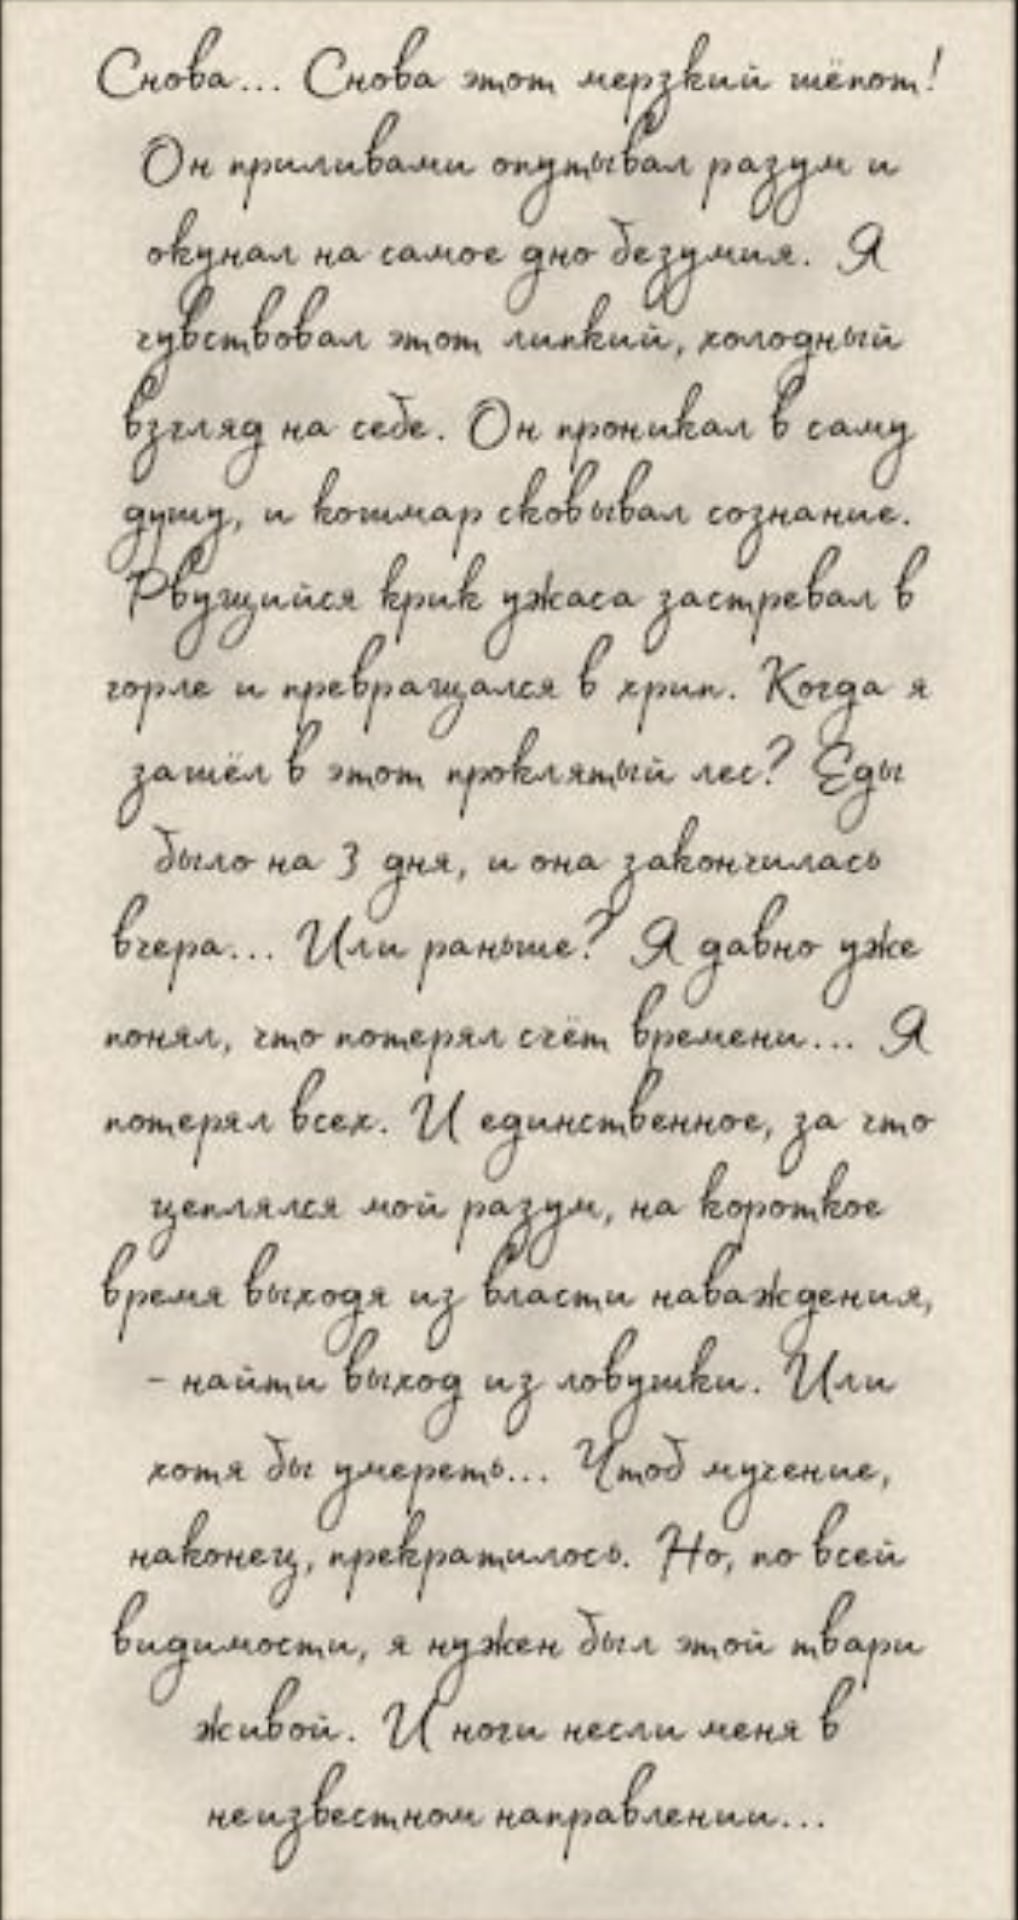 Снова... Снова этот мерзкий шёпот!
Он приливами опутывал разум и
окунал на самое дно безумия. Я
чувствовал этот липкий, холодный
взгляд на себе. Он проникал в саму
душу, и кошмар сковывал сознание.
Рвущийся крик ужаса застревал в
горле и превращался в хрип. Когда я
зашёл в этот проклятый лес? Еды
было на 3 дня, и она закончилась
вчера... Или раньше? Я давно уже
понял, что потерял счёт времени... Я
потерял всех. И единственное, за что
цеплялся мой разум, на короткое
время выходя из власти наваждения,
- найти выход из ловушки. Или
хотя бы умереть... Чтоб мучение,
наконец, прекратилось. Но, по всей
видимости, я нужен был этой твари
живой. И ноги несли меня в
неизвестном направлении...